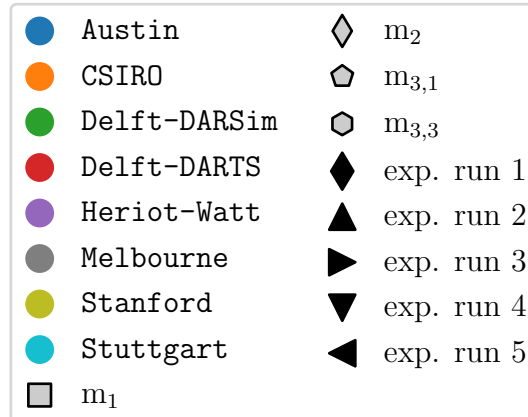 Austin
CSIRO
Delft-DARSim
Delft-DARTS
Heriot-Watt
Melbourne
Stanford
Stuttgart
m₁
m₂
m₃,₁
m₃,₃
exp. run 1
exp. run 2
exp. run 3
exp. run 4
exp. run 5